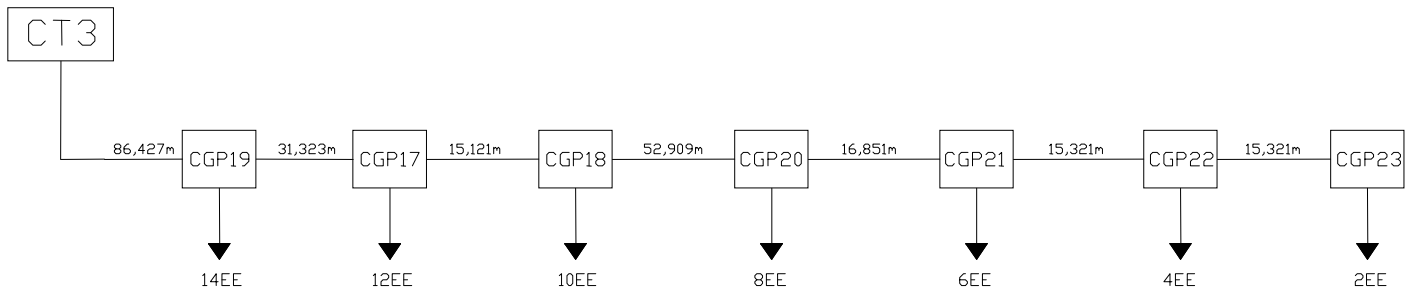 CT3
86,427m
31,323m
15,121m
52,909m
16,851m
15,321m
15,321m
CGP19
CGP17
CGP18
CGP20
CGP21
CGP22
CGP23
14EE
12EE
10EE
8EE
6EE
4EE
2EE